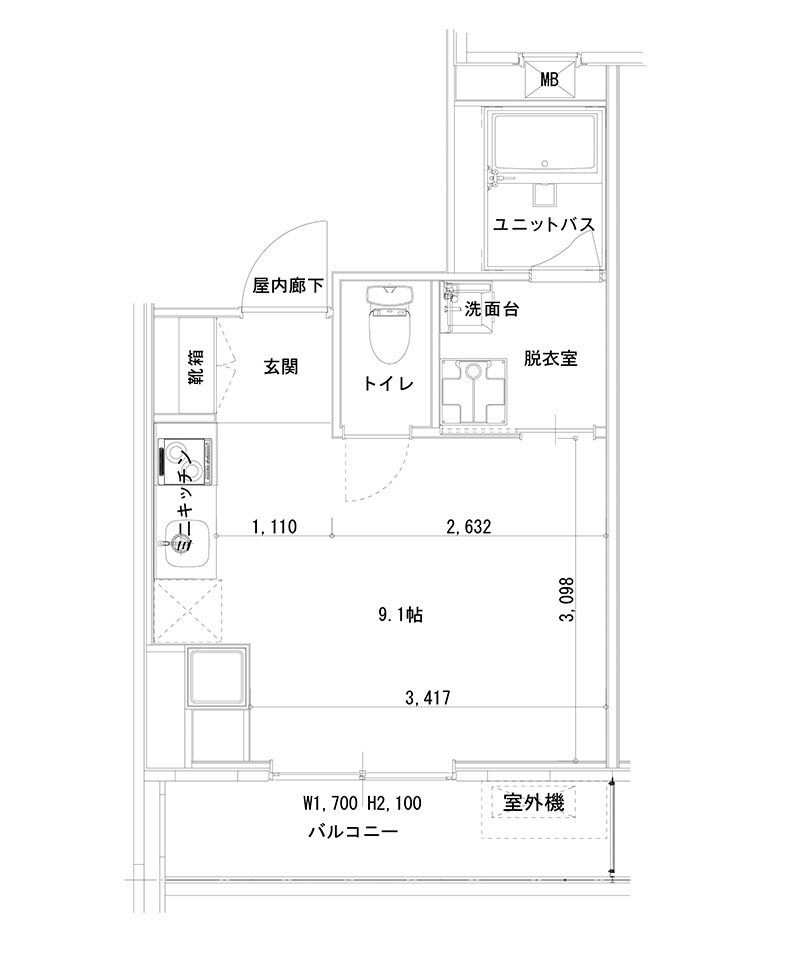 MB
ユニットバス
屋内廊下
洗面台
靴箱
玄関
トイレ
脱衣室
ミニキッチン
1,110
2,632
3,098
9.1帖
3,417
W1,700 H2,100
室外機
バルコニー